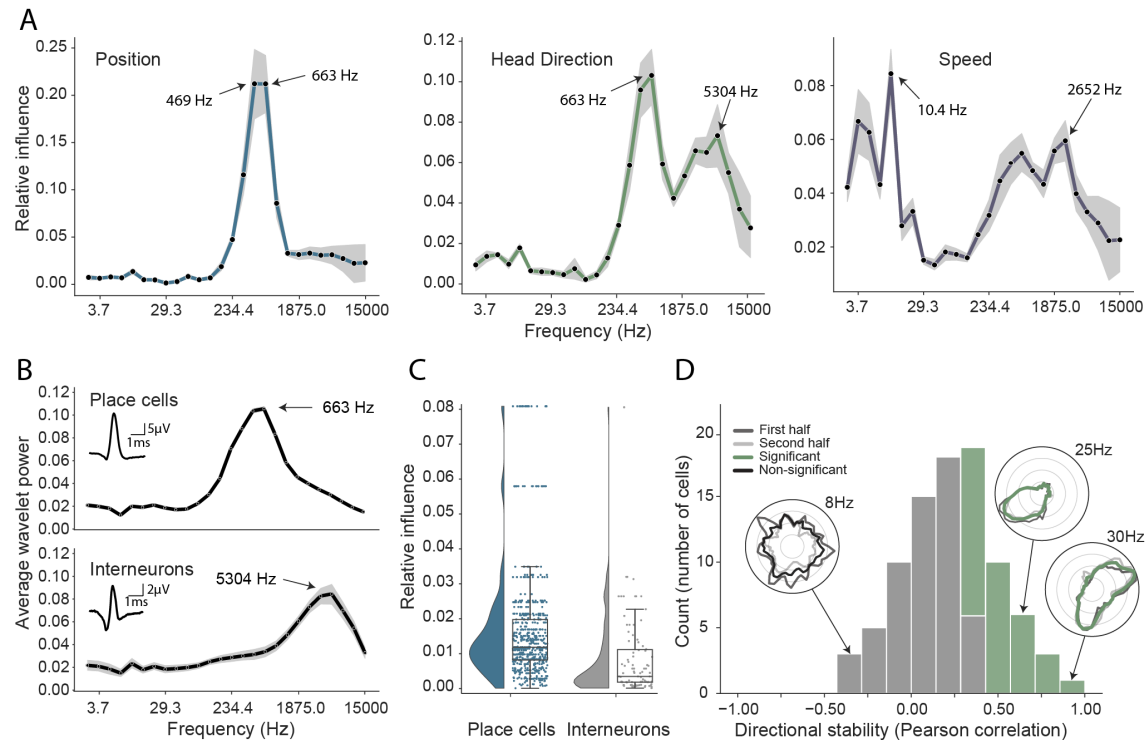 A
Position
Relative influence
0.25
0.20
0.15
0.10
0.05
0.00
469 Hz
663 Hz
3.7
29.3
234.4
1875.0
15000
Head Direction
0.12
0.10
0.08
0.06
0.04
0.02
0.00
663 Hz
5304 Hz
3.7
29.3
234.4
1875.0
15000
Frequency (Hz)
Speed
0.08
0.06
0.04
0.02
10.4 Hz
2652 Hz
3.7
29.3
234.4
1875.0
15000
B
Average wavelet power
0.12
0.10
0.08
0.06
0.04
0.02
0.00
Place cells
5µV
1ms
663 Hz
0.12
0.10
0.08
0.06
0.04
0.02
0.00
Interneurons
2µV
1ms
5304 Hz
3.7
29.3
234.4
1875.0
15000
Frequency (Hz)
C
Relative influence
0.08
0.07
0.06
0.05
0.04
0.03
0.02
0.01
0.00
Place cells
Interneurons
D
Count (number of cells)
20
15
10
5
0
First half
Second half
Significant
Non-significant
8Hz
25Hz
30Hz
-1.00
-0.50
0.00
0.50
1.00
Directional stability (Pearson correlation)